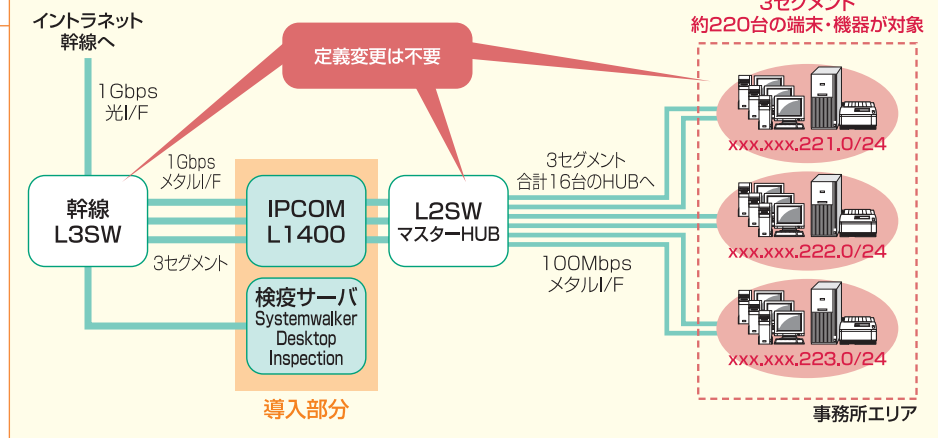 イントラネット
幹線へ
1Gbps
光I/F
定義変更は不要
3セグメント
約220台の端末・機器が対象
1Gbps
メタルI/F
幹線
L3SW
3セグメント
IPCOM
L1400
L2SW
マスターHUB
3セグメント
合計16台のHUBへ
100Mbps
メタルI/F
検疫サーバ
Systemwalker
Desktop
Inspection
導入部分
xxx.xxx.221.0/24
xxx.xxx.222.0/24
xxx.xxx.223.0/24
事務所エリア